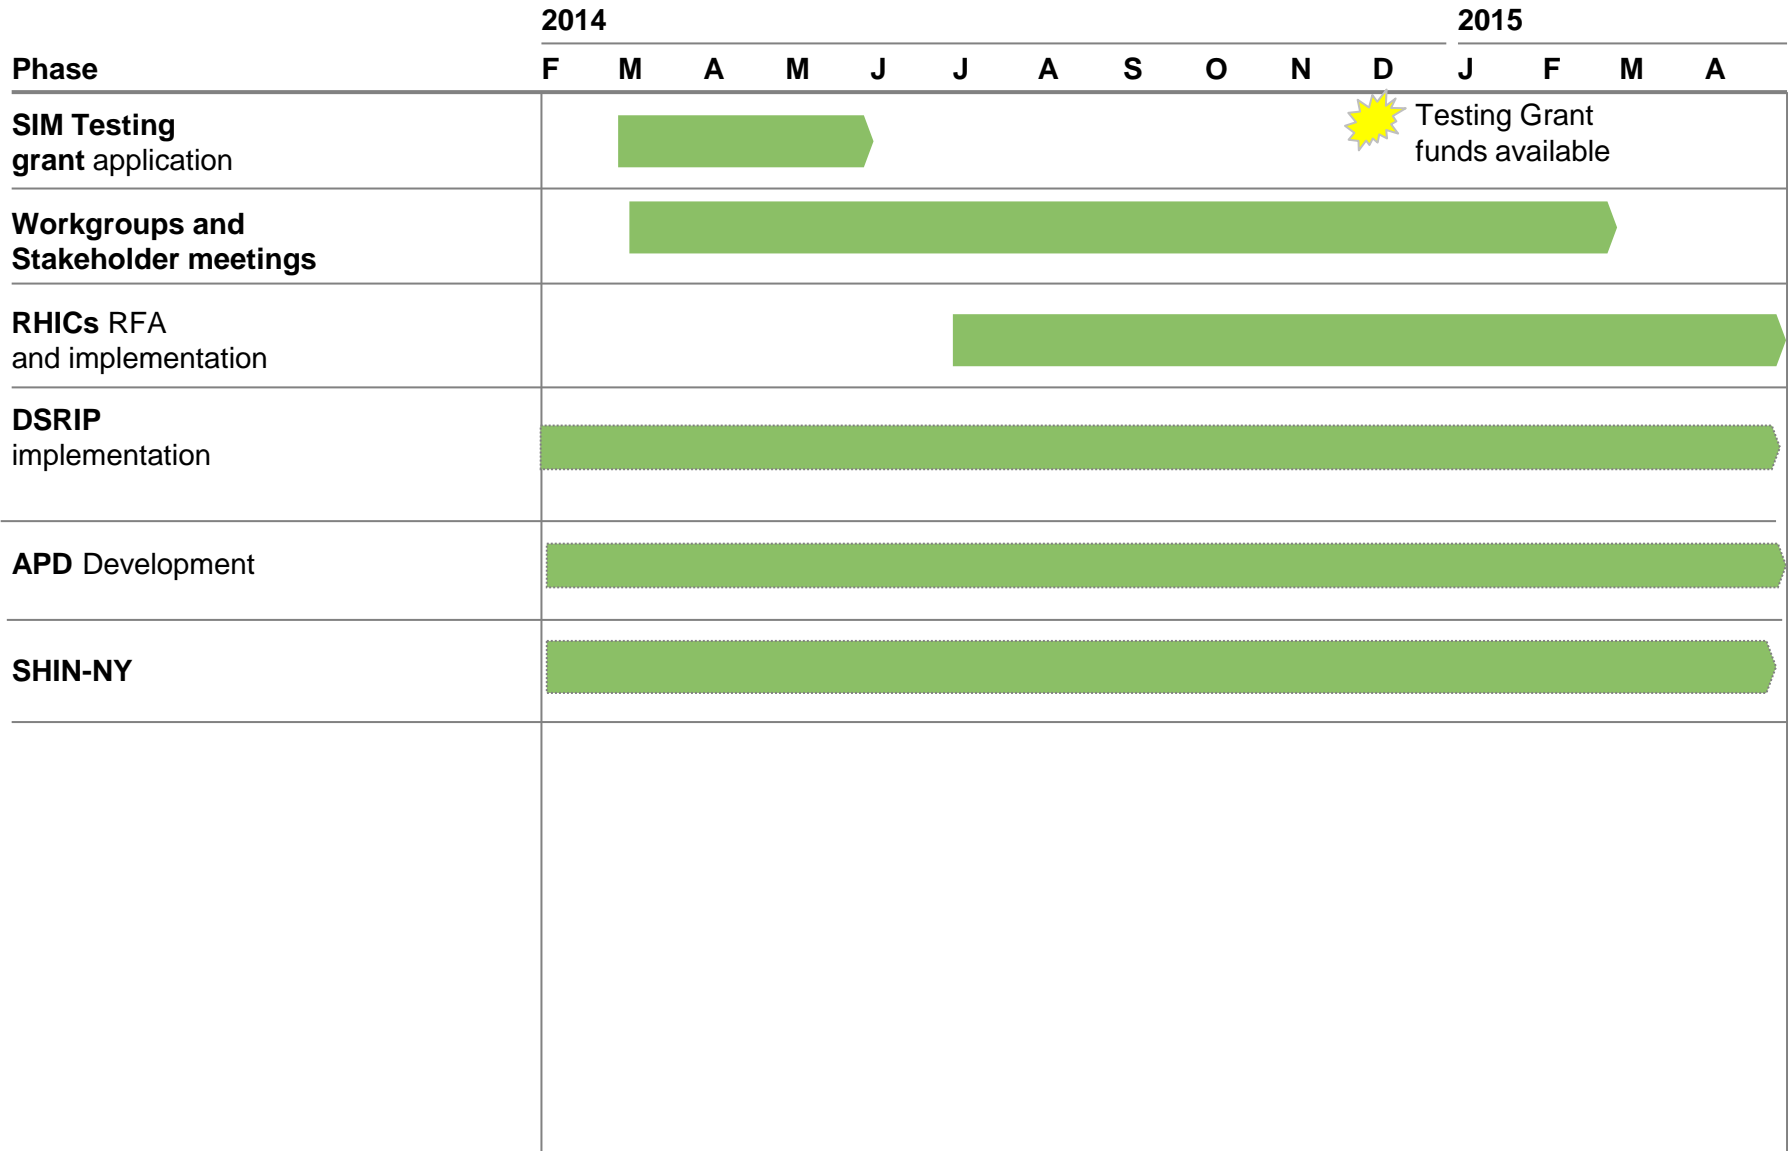 2014 2015
Phase F M A M J J A S O N D J F M A
SIM Testing
grant application
Testing Grant
funds available
Workgroups and
Stakeholder meetings
RHICs RFA
and implementation
DSRIP
implementation
APD Development
SHIN-NY